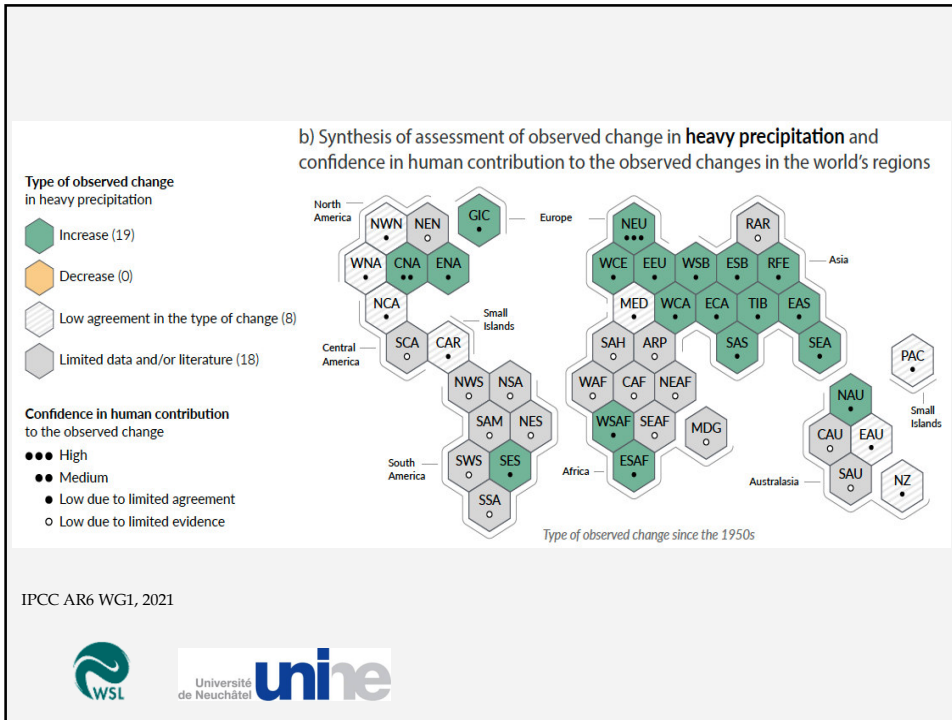 b) Synthesis of assessment of observed change in heavy precipitation and
confidence in human contribution to the observed changes in the world's regions
Type of observed change
in heavy precipitation
Increase (19)
Decrease (0)
Low agreement in the type of change (8)
Limited data and/or literature (18)
Confidence in human contribution
to the observed change
High
Medium
Low due to limited agreement
Low due to limited evidence
North
America
NWN
NEN
GIC
WNA
CNA
ENA
NCA
Small
Islands
Central
America
SCA
CAR
NWS
NSA
SAM
NES
South
America
SWS
SES
SSA
Europe
NEU
RAR
WCE
EEU
WSB
ESB
RFE
Asia
MED
WCA
ECA
TIB
EAS
SAH
ARP
SAS
SEA
WAF
CAF
NEAF
WSAF
SEAF
MDG
Africa
ESAF
PAC
Small
Islands
NAU
CAU
EAU
Australasia
SAU
NZ
Type of observed change since the 1950s
IPCC AR6 WG1, 2021
WSL
Université
de Neuchâtel
unine